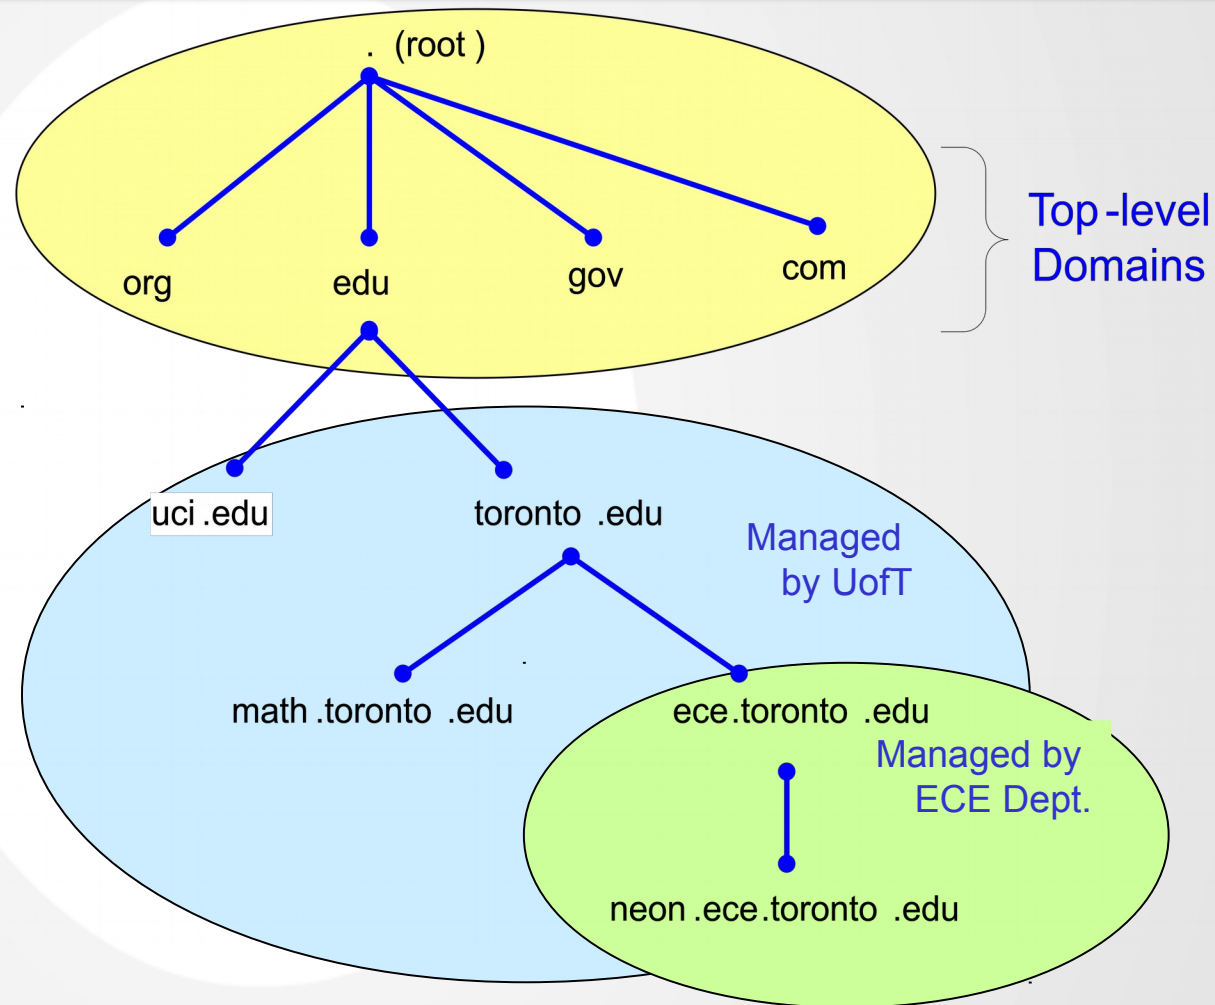 . (root )
org
edu
gov
com
Top-level
Domains
uci .edu
toronto .edu
Managed
by UofT
math .toronto .edu
ece.toronto .edu
Managed by
ECE Dept.
neon .ece.toronto .edu